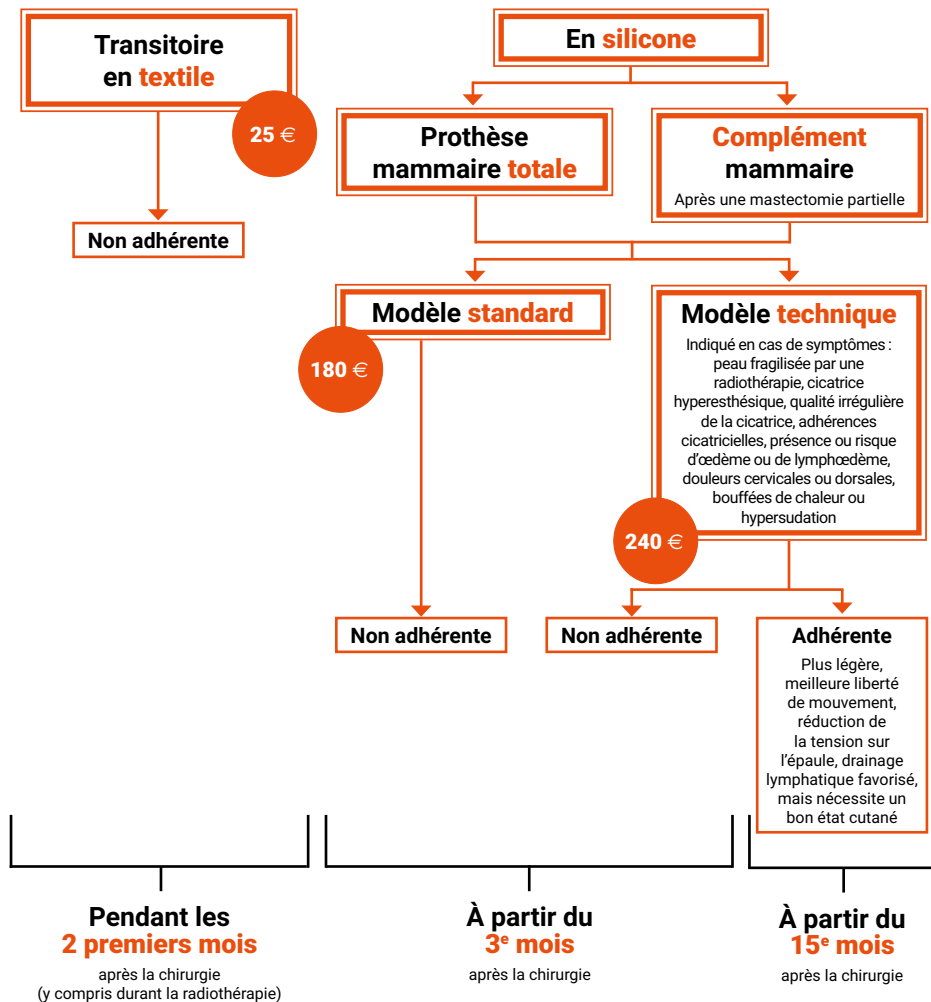 Transitoire
en textile
25 €
Non adhérente
En silicone
Prothèse
mammaire totale
Complément
mammaire
Après une mastectomie partielle
Modèle standard
180 €
Modèle technique
Indiqué en cas de symptômes :
peau fragilisée par une
radiothérapie, cicatrice
hyperesthésique, qualité irrégulière
de la cicatrice, adhérences
cicatricielles, présence ou risque
d’œdème ou de lymphœdème,
douleurs cervicales ou dorsales,
bouffées de chaleur ou
hypersudation
240 €
Non adhérente
Non adhérente
Adhérente
Plus légère,
meilleure liberté
de mouvement,
réduction de
la tension sur
l’épaule, drainage
lymphatique favorisé,
mais nécessite un
bon état cutané
Pendant les
2 premiers mois
après la chirurgie
(y compris durant la radiothérapie)
À partir du
3e mois
après la chirurgie
À partir du
15e mois
après la chirurgie